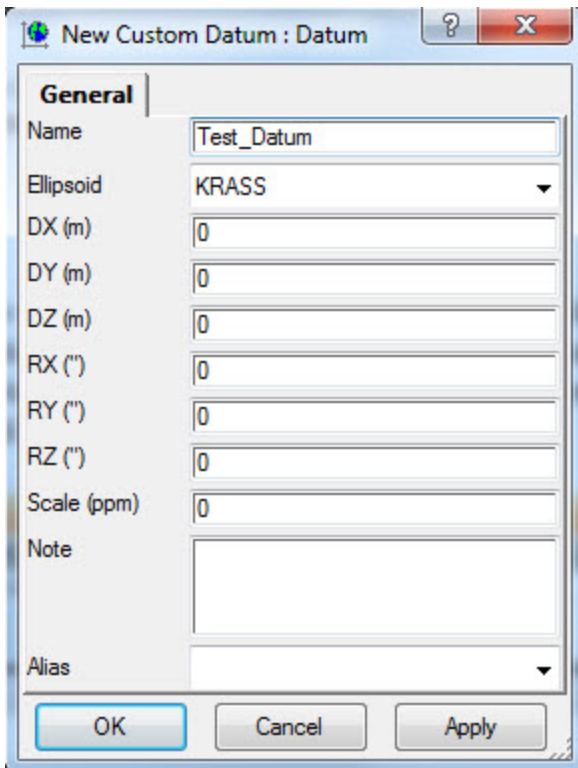 New Custom Datum : Datum
General
Name Test_Datum
Ellipsoid KRASS
DX (m) 0
DY (m) 0
DZ (m) 0
RX (") 0
RY (") 0
RZ (") 0
Scale (ppm) 0
Note
Alias
OK Cancel Apply